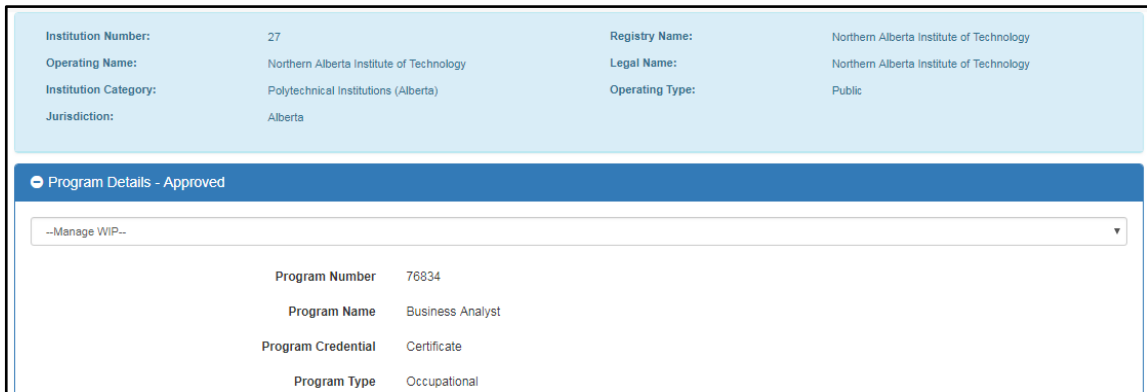 Institution Number: 27 Registry Name: Northern Alberta Institute of Technology
Operating Name: Northern Alberta Institute of Technology Legal Name: Northern Alberta Institute of Technology
Institution Category: Polytechnical Institutions (Alberta) Operating Type: Public
Jurisdiction: Alberta
Program Details - Approved
--Manage WIP--
Program Number 76834
Program Name Business Analyst
Program Credential Certificate
Program Type Occupational